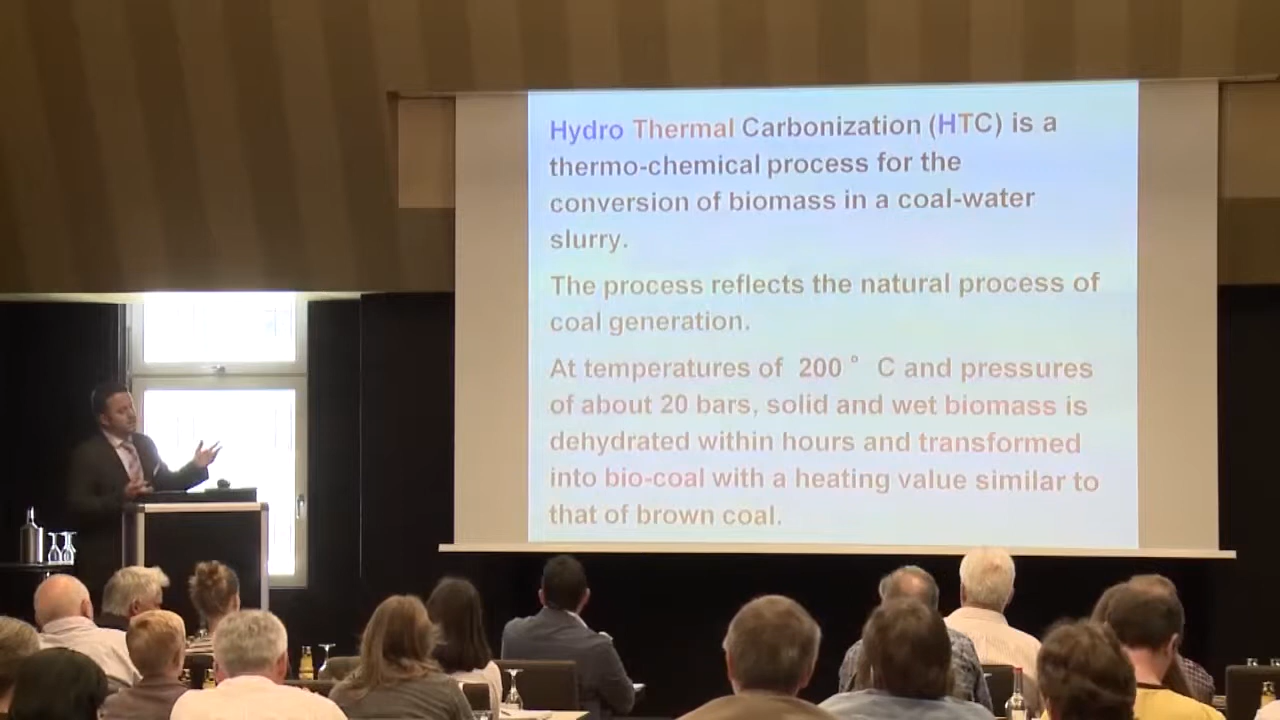 Hydro Thermal Carbonization (HTC) is a
thermo-chemical process for the
conversion of biomass in a coal-water
slurry.
The process reflects the natural process of
coal generation.
At temperatures of 200 ° C and pressures
of about 20 bars, solid and wet biomass is
dehydrated within hours and transformed
into bio-coal with a heating value similar to
that of brown coal.